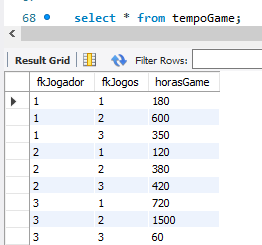 68 select * from tempoGame;
Result Grid Filter Rows:
fkJogador fkJogos horasGame
1 1 180
1 2 600
1 3 350
2 1 120
2 2 380
2 3 420
3 1 720
3 2 1500
3 3 60